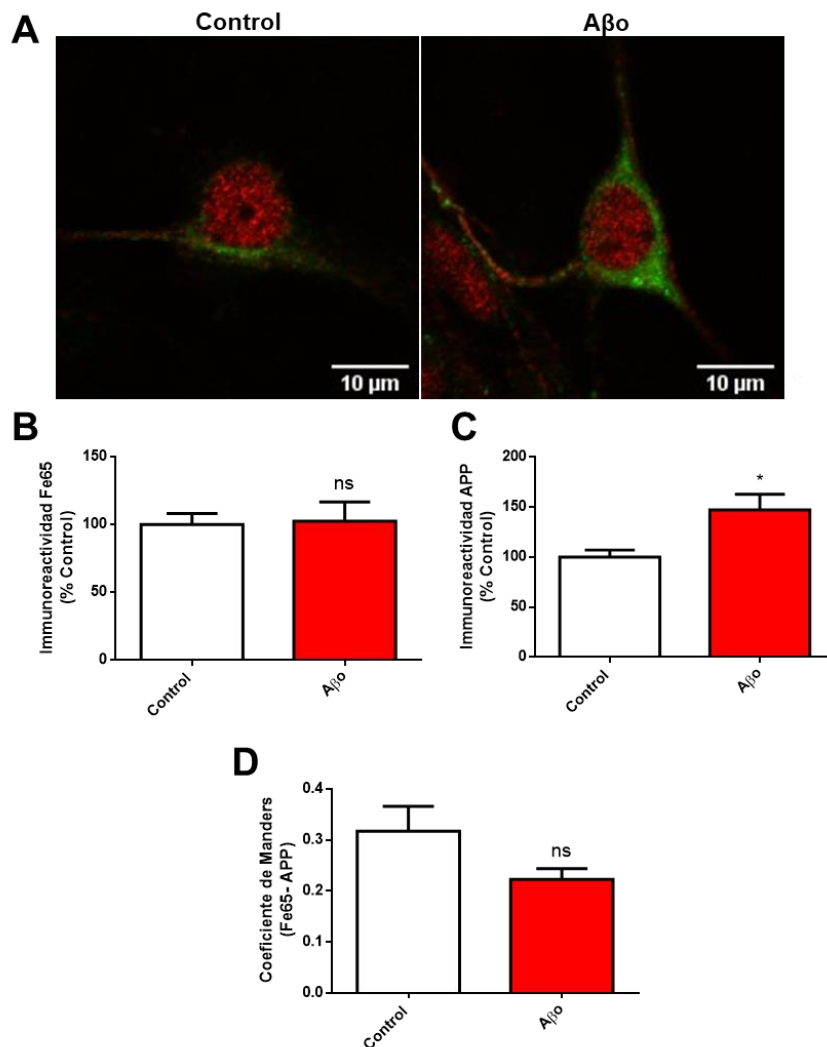 A
Control
Aβo
10 µm
10 µm
B
Immunoreactividad Fe65
(% Control)
150
100
50
0
ns
Control
Aβo
C
Immunoreactividad APP
(% Control)
200
150
100
50
0
*
Control
Aβo
D
Coeficiente de Manders
(Fe65- APP)
0.4
0.3
0.2
0.1
0.0
ns
Control
Aβo